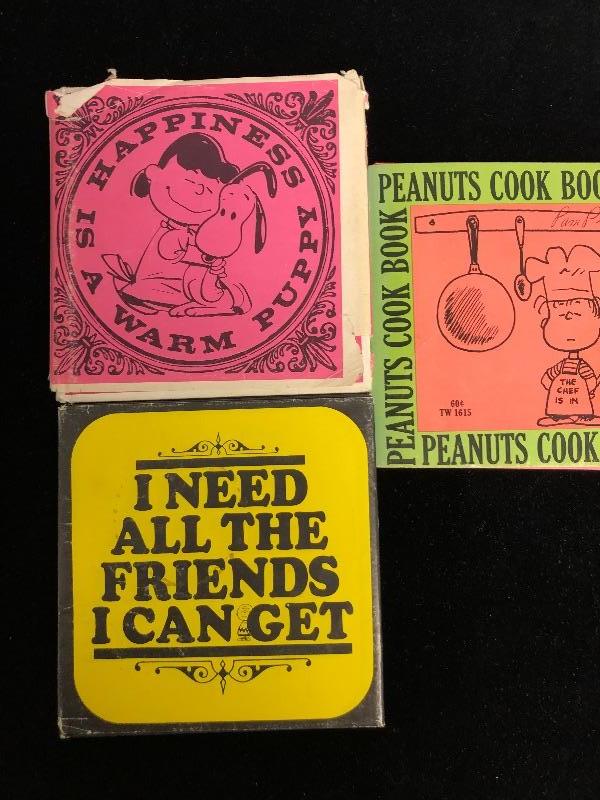 HAPPINESS
IS
A WARM PUPPY
PEANUTS COOK BOO
PEANUTS COOK BOOK
60¢
TW 1615
THE
CHEF
IS IN
PEANUTS COOK
I NEED
ALL THE
FRIENDS
I CAN GET